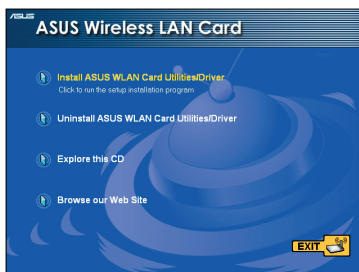 ASUS
ASUS Wireless LAN Card
Install ASUS WLAN Card Utilities/Driver
Click to run the setup installation program
Uninstall ASUS WLAN Card Utilities/Driver
Explore this CD
Browse our Web Site
EXIT